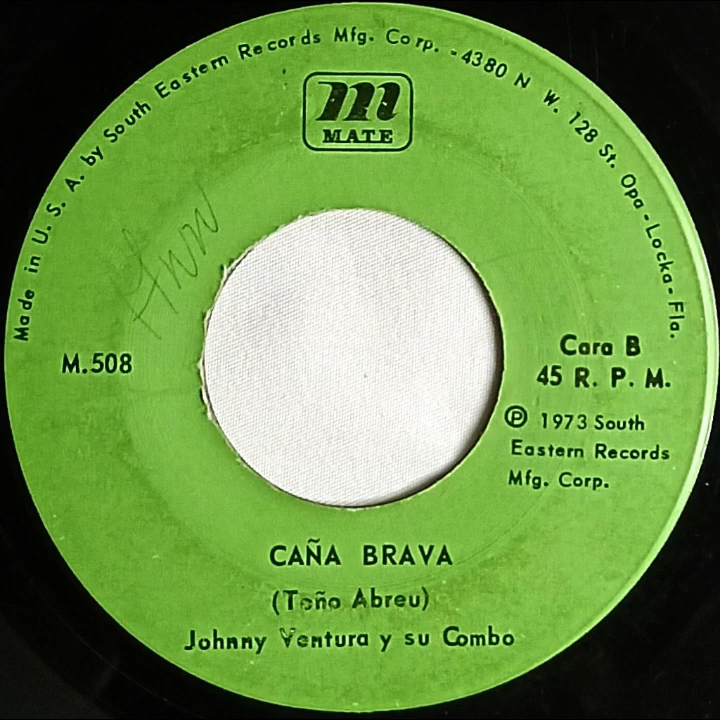 Made in U. S. A. by South Eastern Records Mfg. Corp. - 4380 N W. 128 St. Opa-Locka- Fla.
m
MATE
M.508
Cara B
45 R. P. M.
℗ 1973 South
Eastern Records
Mfg. Corp.
CAÑA BRAVA
(Toño Abreu)
Johnny Ventura y su Combo